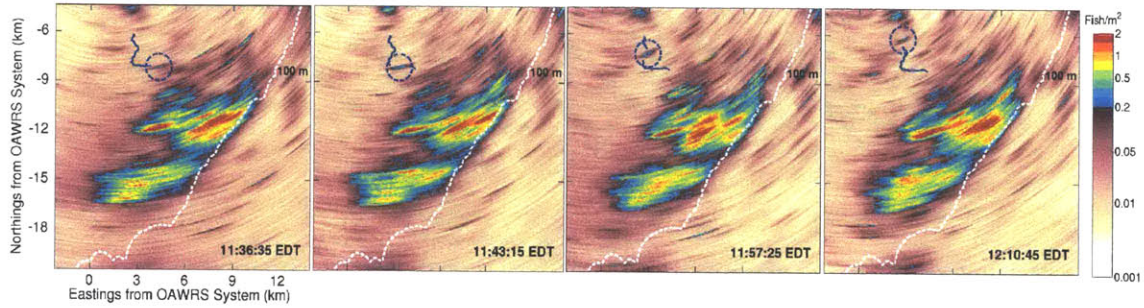 Northings from OAWRS System (km)
-6
-9
-12
-15
-18
100 m
11:36:35 EDT
0 3 6 9 12
Eastings from OAWRS System (km)
100 m
11:43:15 EDT
100 m
11:57:25 EDT
100 m
12:10:45 EDT
Fish/m²
2
1
0.5
0.2
0.1
0.05
0.01
0.001